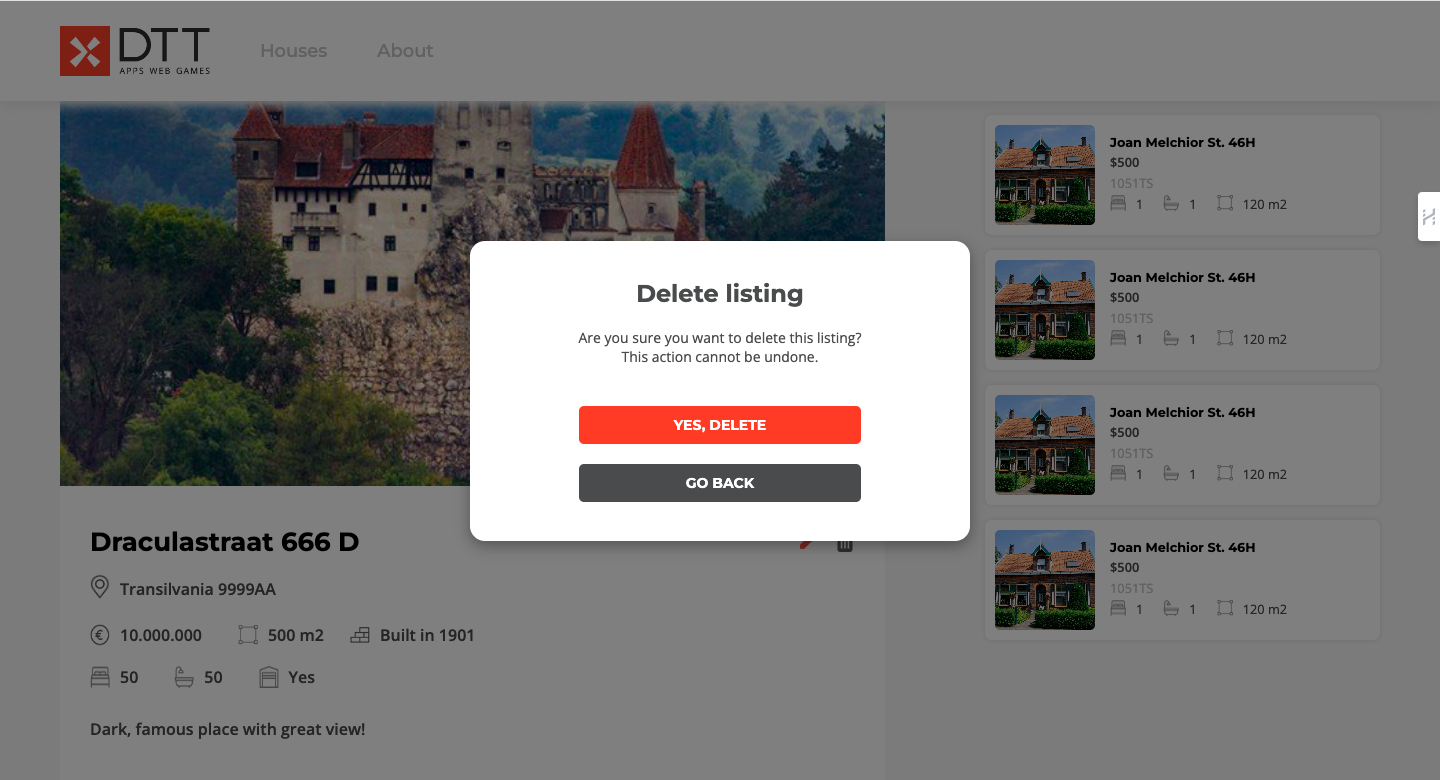 DTT
APPS WEB GAMES
Houses
About
Joan Melchior St. 46H
$500
1051TS
1 1 120 m2
Joan Melchior St. 46H
$500
1051TS
1 1 120 m2
Joan Melchior St. 46H
$500
1051TS
1 1 120 m2
Joan Melchior St. 46H
$500
1051TS
1 1 120 m2
Delete listing
Are you sure you want to delete this listing?
This action cannot be undone.
YES, DELETE
GO BACK
Draculastraat 666 D
Transilvania 9999AA
€ 10.000.000 500 m2 Built in 1901
50 50 Yes
Dark, famous place with great view!